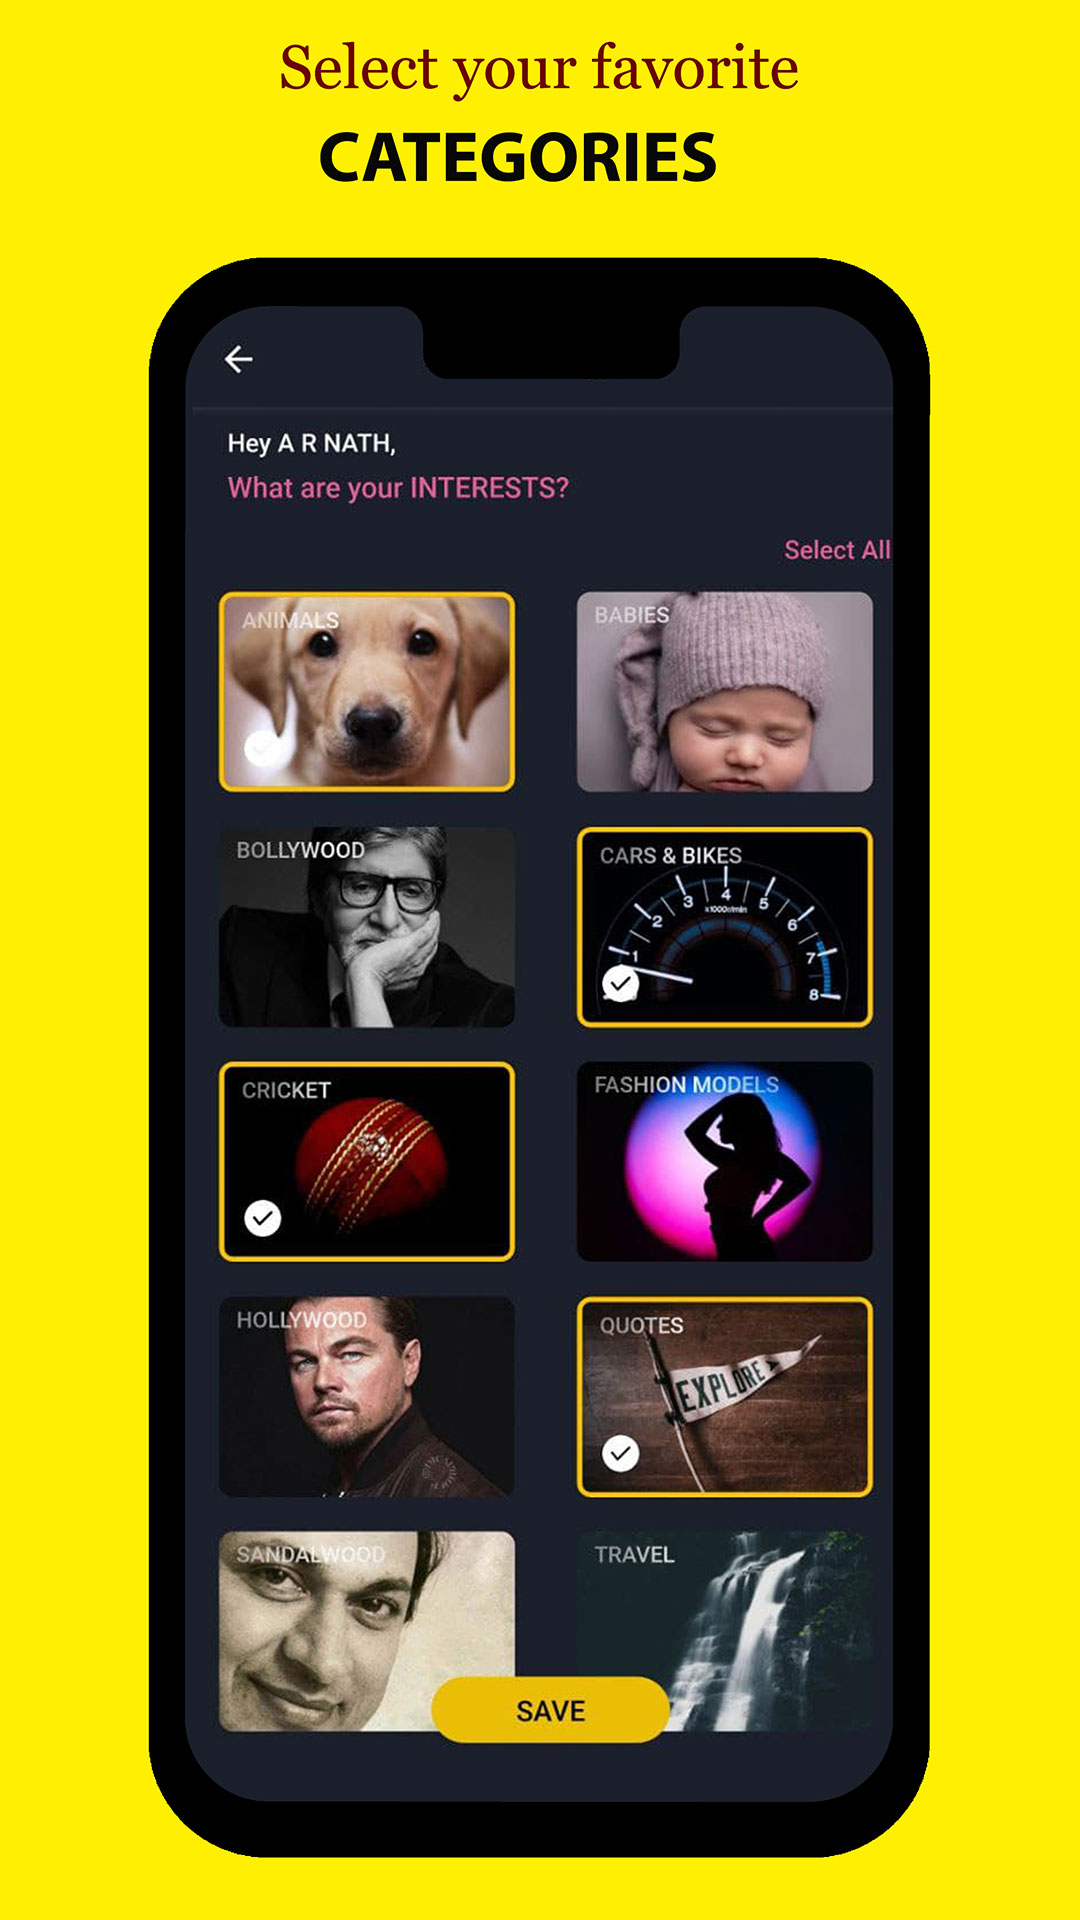 Select your favorite
CATEGORIES
Hey A R NATH,
What are your INTERESTS?
Select All
ANIMALS
BABIES
BOLLYWOOD
CARS & BIKES
1 2 3 4 5 6 7 8
x1000r/min
CRICKET
FASHION MODELS
HOLLYWOOD
QUOTES
EXPLORE
SANDALWOOD
TRAVEL
SAVE